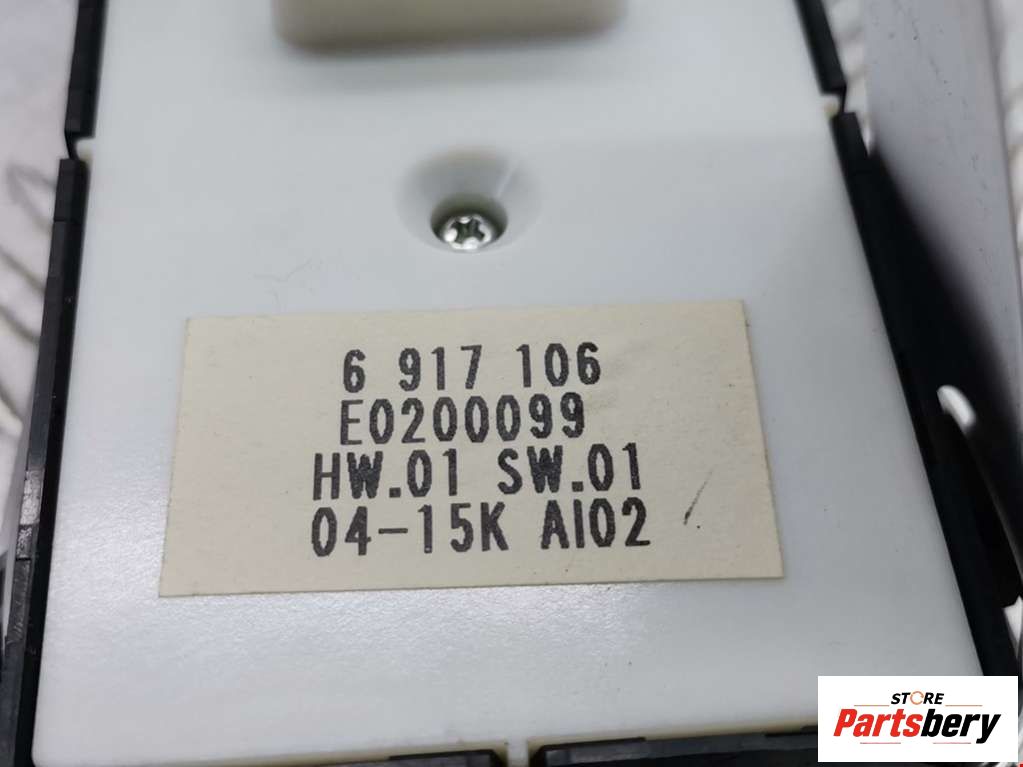 6 917 106
E0200099
HW.01 SW.01
04-15K AI02
STORE
Partsbery